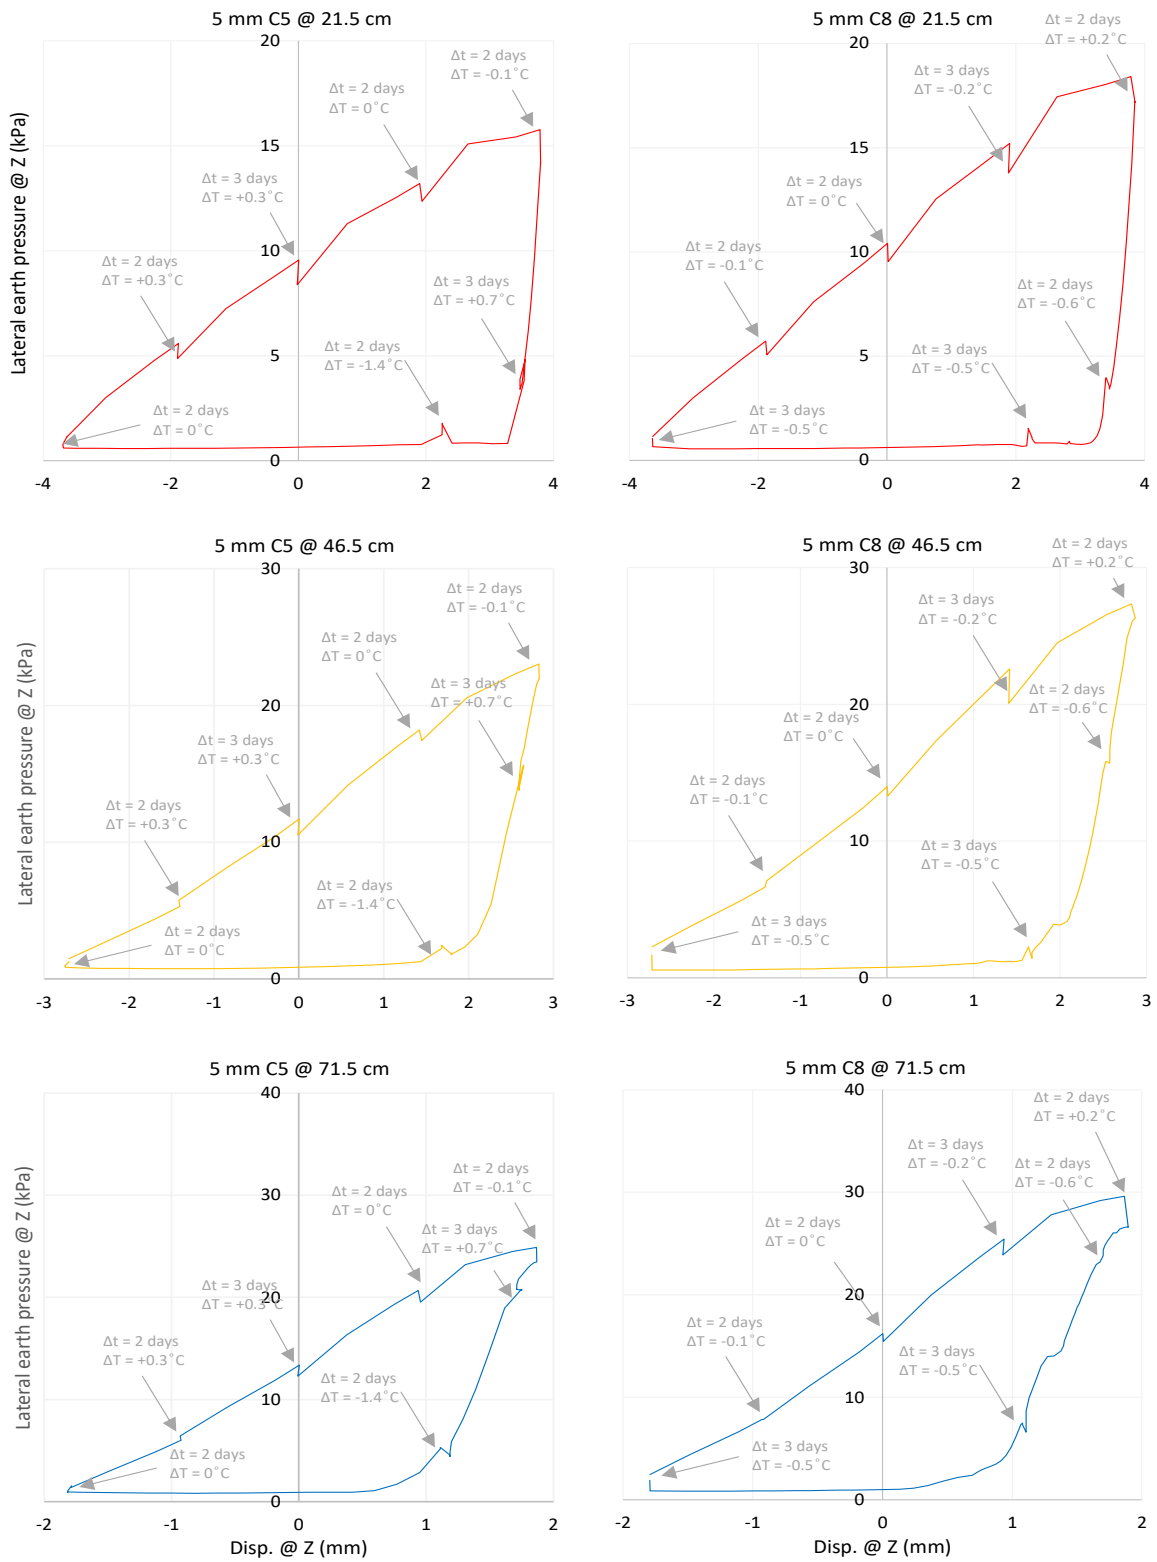 5 mm C5 @ 21.5 cm
Lateral earth pressure @ Z (kPa)
20
15
10
5
0
-4
-2
0
2
4
Δt = 2 days
ΔT = -0.1˚C
Δt = 2 days
ΔT = 0˚C
Δt = 3 days
ΔT = +0.3˚C
Δt = 2 days
ΔT = +0.3˚C
Δt = 3 days
ΔT = +0.7˚C
Δt = 2 days
ΔT = -1.4˚C
Δt = 2 days
ΔT = 0˚C
5 mm C8 @ 21.5 cm
20
15
10
5
0
-4
-2
0
2
4
Δt = 2 days
ΔT = +0.2˚C
Δt = 3 days
ΔT = -0.2˚C
Δt = 2 days
ΔT = 0˚C
Δt = 2 days
ΔT = -0.1˚C
Δt = 2 days
ΔT = -0.6˚C
Δt = 3 days
ΔT = -0.5˚C
Δt = 3 days
ΔT = -0.5˚C
5 mm C5 @ 46.5 cm
Lateral earth pressure @ Z (kPa)
30
20
10
0
-3
-2
-1
0
1
2
3
Δt = 2 days
ΔT = -0.1˚C
Δt = 2 days
ΔT = 0˚C
Δt = 3 days
ΔT = +0.7˚C
Δt = 3 days
ΔT = +0.3˚C
Δt = 2 days
ΔT = +0.3˚C
Δt = 2 days
ΔT = -1.4˚C
Δt = 2 days
ΔT = 0˚C
5 mm C8 @ 46.5 cm
30
20
10
0
-3
-2
-1
0
1
2
3
Δt = 2 days
ΔT = +0.2˚C
Δt = 3 days
ΔT = -0.2˚C
Δt = 2 days
ΔT = -0.6˚C
Δt = 2 days
ΔT = 0˚C
Δt = 2 days
ΔT = -0.1˚C
Δt = 3 days
ΔT = -0.5˚C
Δt = 3 days
ΔT = -0.5˚C
5 mm C5 @ 71.5 cm
Lateral earth pressure @ Z (kPa)
40
30
20
10
0
-2
-1
0
1
2
Disp. @ Z (mm)
Δt = 2 days
ΔT = -0.1˚C
Δt = 2 days
ΔT = 0˚C
Δt = 3 days
ΔT = +0.7˚C
Δt = 3 days
ΔT = +0.3˚C
Δt = 2 days
ΔT = +0.3˚C
Δt = 2 days
ΔT = -1.4˚C
Δt = 2 days
ΔT = 0˚C
5 mm C8 @ 71.5 cm
40
30
20
10
0
-2
-1
0
1
2
Disp. @ Z (mm)
Δt = 2 days
ΔT = +0.2˚C
Δt = 3 days
ΔT = -0.2˚C
Δt = 2 days
ΔT = -0.6˚C
Δt = 2 days
ΔT = 0˚C
Δt = 2 days
ΔT = -0.1˚C
Δt = 3 days
ΔT = -0.5˚C
Δt = 3 days
ΔT = -0.5˚C